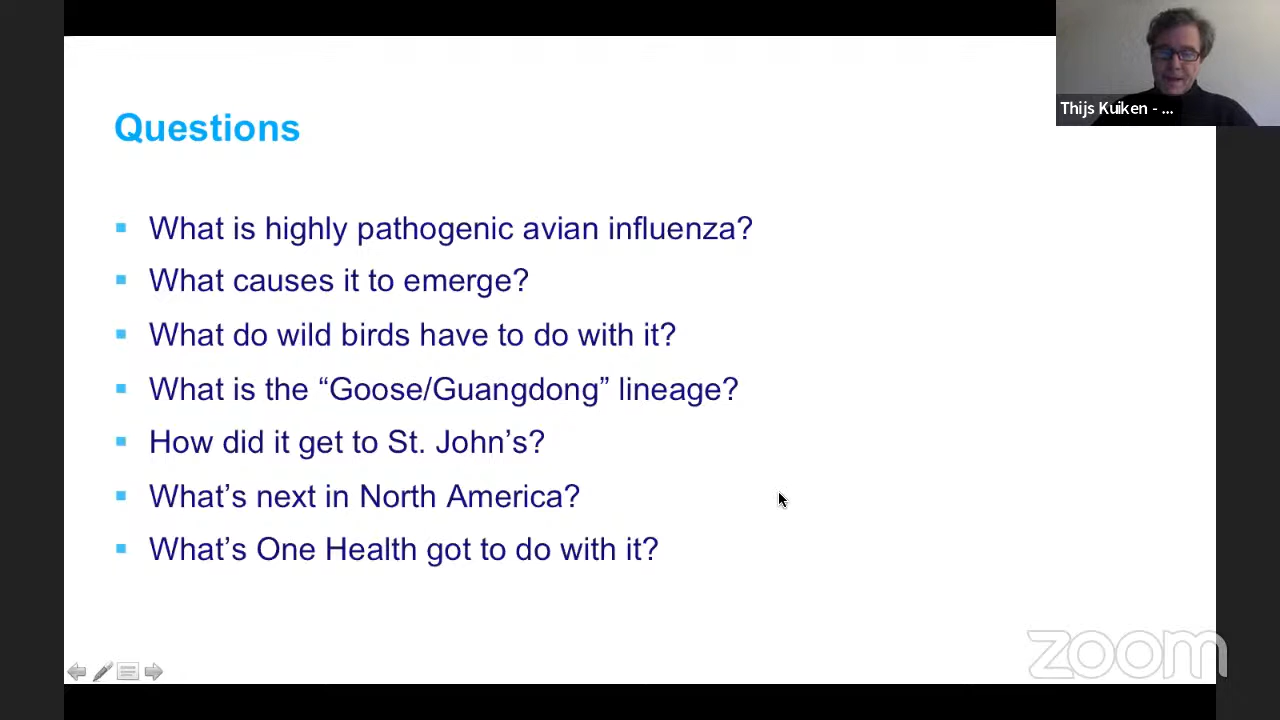 Thijs Kuiken - ...
Questions
▪ What is highly pathogenic avian influenza?
▪ What causes it to emerge?
▪ What do wild birds have to do with it?
▪ What is the “Goose/Guangdong” lineage?
▪ How did it get to St. John’s?
▪ What’s next in North America?
▪ What’s One Health got to do with it?
zoom